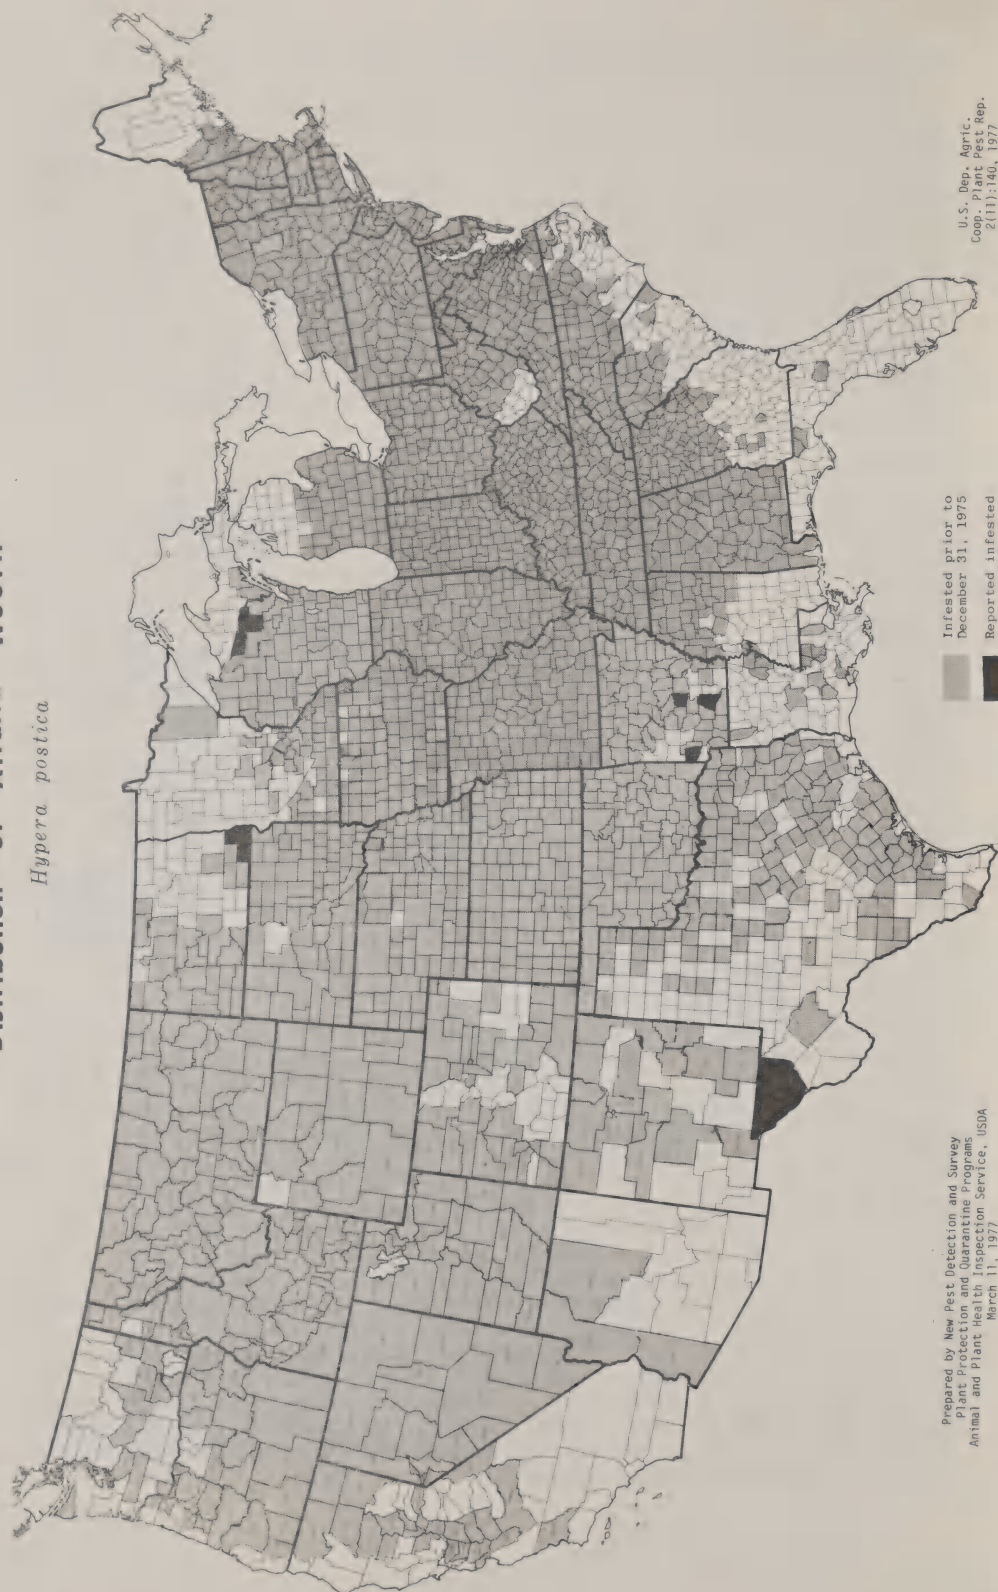 Hypera postica
Infested prior to
December 31, 1975
Reported infested
Prepared by New Pest Detection and Survey
Plant Protection and Quarantine Programs
Animal and Plant Health Inspection Service, USDA
March 11, 1977
U.S. Dep. Agric.
Coop. Plant Pest Rep.
2(11):140, 1977